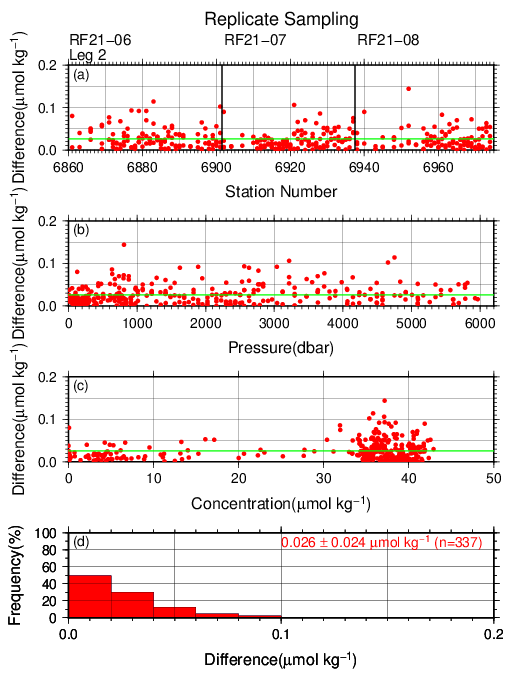 Replicate Sampling
RF21−06 RF21−07 RF21−08
Leg 2
Difference(μmol kg⁻¹)
0.2
0.1
0.0
(a)
6860 6880 6900 6920 6940 6960
Station Number
Difference(μmol kg⁻¹)
0.2
0.1
0.0
(b)
0 1000 2000 3000 4000 5000 6000
Pressure(dbar)
Difference(μmol kg⁻¹)
0.2
0.1
0.0
(c)
0 10 20 30 40 50
Concentration(μmol kg⁻¹)
Frequency(%)
100
80
60
40
20
0
(d)
0.026 ± 0.024 μmol kg⁻¹ (n=337)
0.0 0.1 0.2
Difference(μmol kg⁻¹)